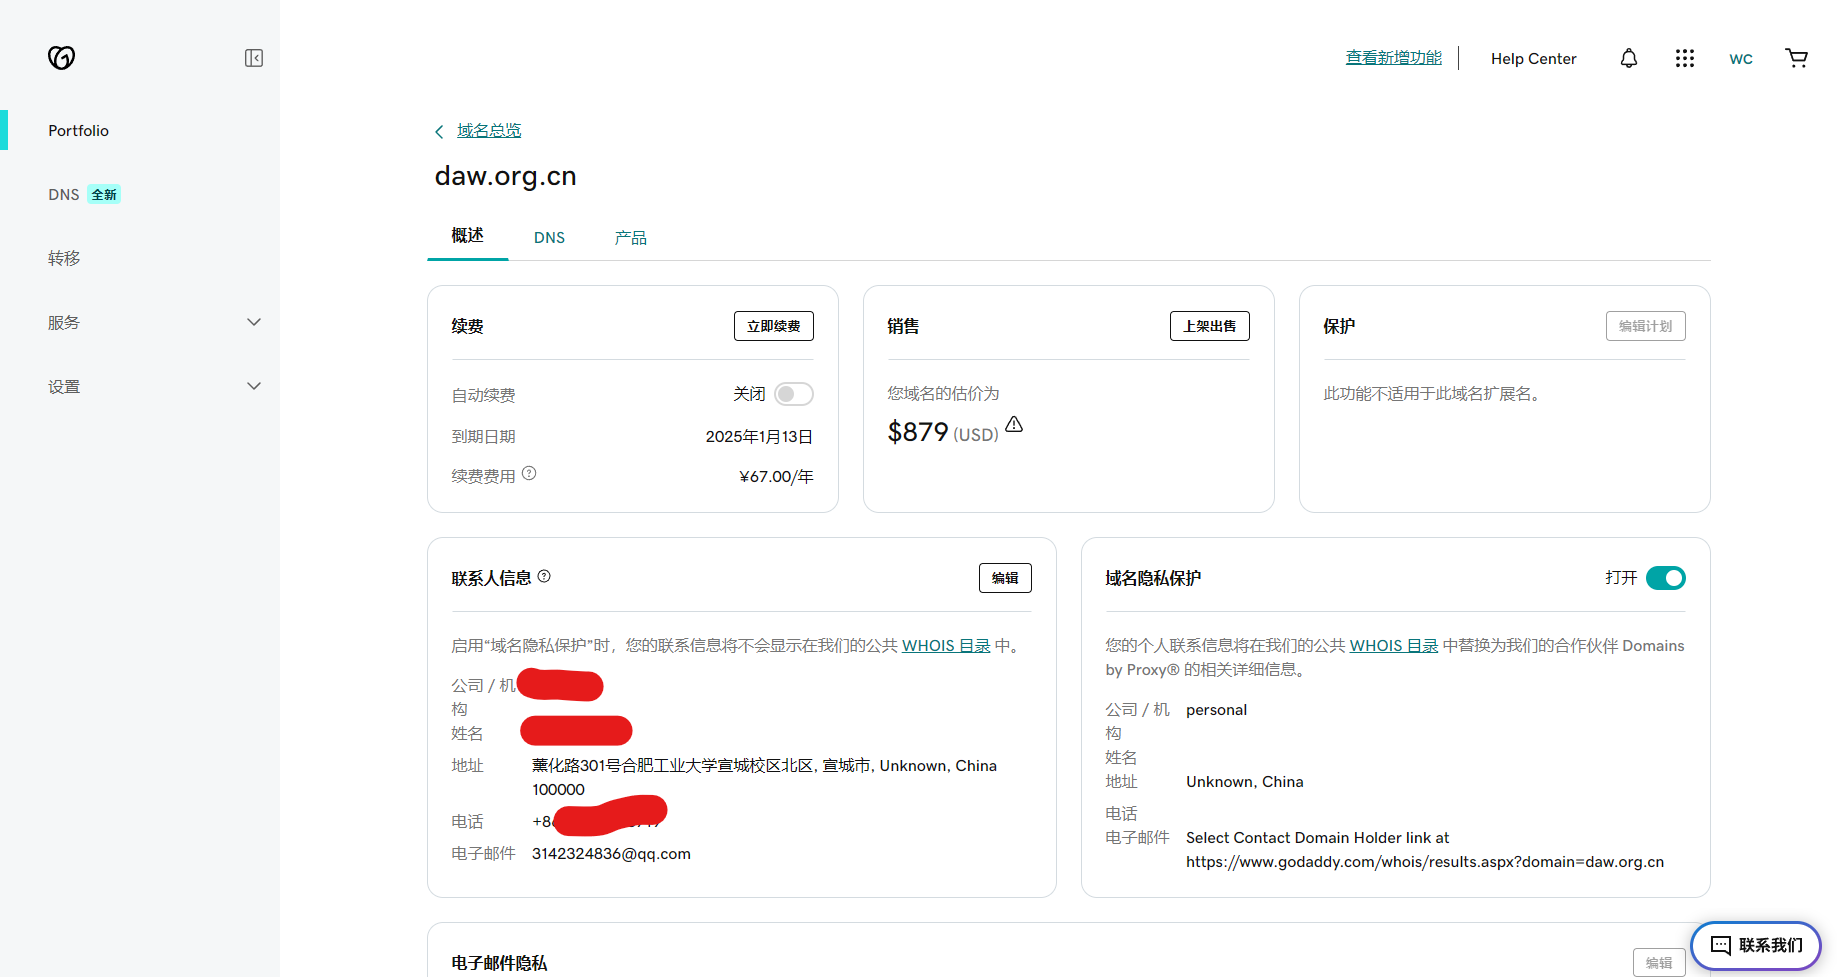 查看新增功能
Help Center
WC
Portfolio
DNS 全新
转移
服务
设置
域名总览
daw.org.cn
概述
DNS
产品
续费
立即续费
自动续费
关闭
到期日期
2025年1月13日
续费费用
¥67.00/年
销售
上架出售
您域名的估价为
$879 (USD)
保护
编辑计划
此功能不适用于此域名扩展名。
联系人信息
编辑
启用“域名隐私保护”时，您的联系信息将不会显示在我们的公共 WHOIS 目录 中。
公司 / 机
构
姓名
地址
薰化路301号合肥工业大学宣城校区北区, 宣城市, Unknown, China
100000
电话
+8
电子邮件
3142324836@qq.com
域名隐私保护
打开
您的个人联系信息将在我们的公共 WHOIS 目录 中替换为我们的合作伙伴 Domains
by Proxy® 的相关详细信息。
公司 / 机
构
personal
姓名
地址
Unknown, China
电话
电子邮件
Select Contact Domain Holder link at
https://www.godaddy.com/whois/results.aspx?domain=daw.org.cn
电子邮件隐私
编辑
联系我们